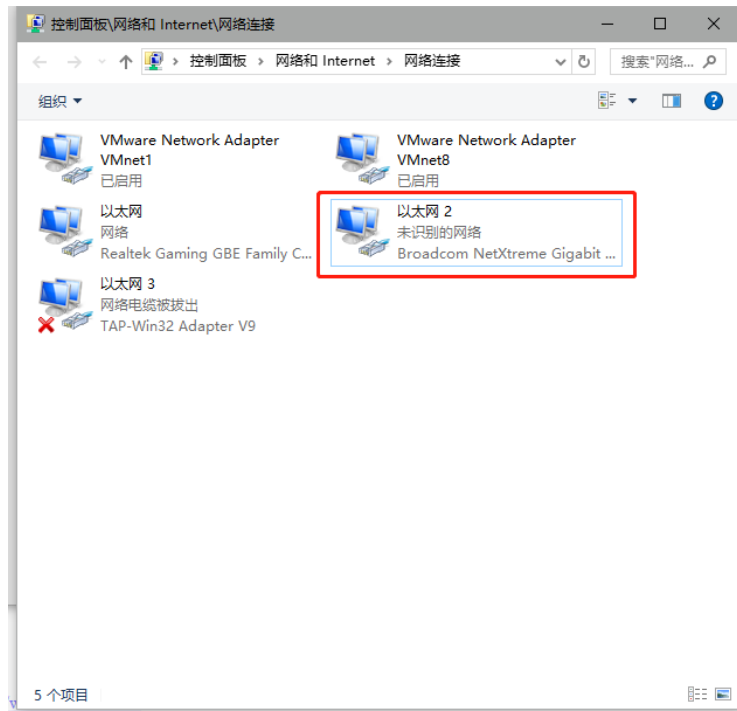 控制面板\网络和 Internet\网络连接
控制面板 > 网络和 Internet > 网络连接
搜索"网络...
组织
VMware Network Adapter
VMnet1
已启用
VMware Network Adapter
VMnet8
已启用
以太网
网络
Realtek Gaming GBE Family C...
以太网 2
未识别的网络
Broadcom NetXtreme Gigabit ...
以太网 3
网络电缆被拔出
TAP-Win32 Adapter V9
5 个项目